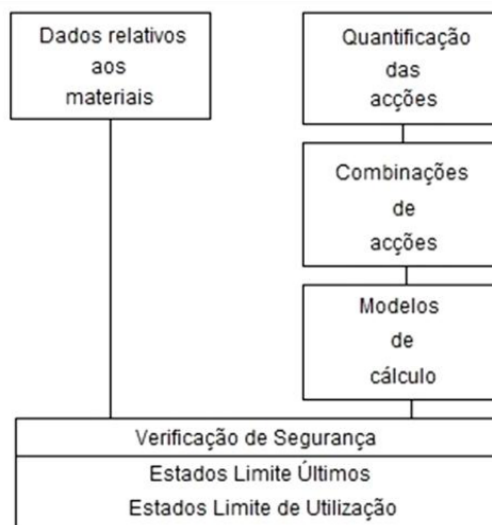 Dados relativos
aos
materiais
Quantificação
das
acções
Combinações
de
acções
Modelos
de
cálculo
Verificação de Segurança
Estados Limite Últimos
Estados Limite de Utilização